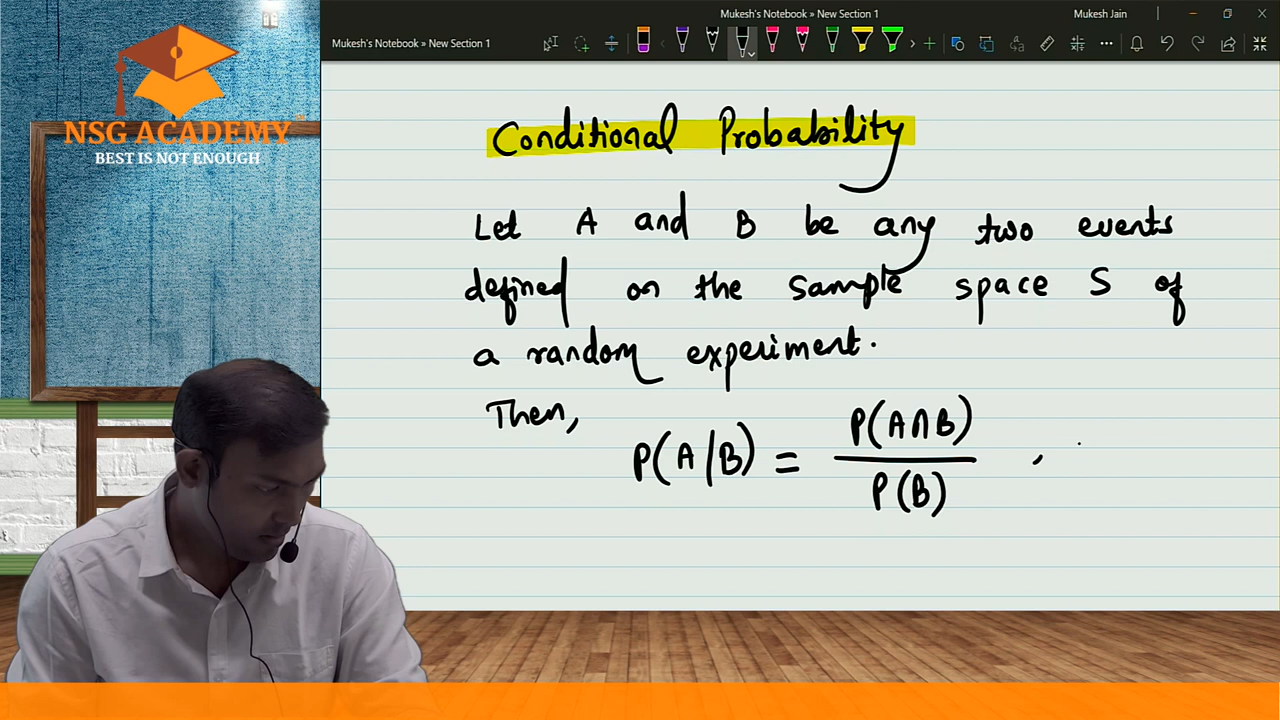 Mukesh's Notebook » New Section 1
Mukesh Jain
Mukesh's Notebook » New Section 1
NSG ACADEMY
BEST IS NOT ENOUGH
Conditional Probability
Let A and B be any two events
defined on the sample space S of
a random experiment.
Then,
P(A/B) = P(A∩B) / P(B) ,